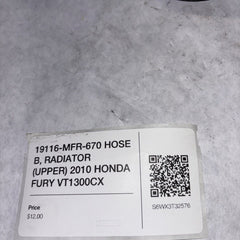 19116-MFR-670 HOSE
B, RADIATOR
(UPPER) 2010 HONDA
FURY VT1300CX
Price
$12.00
S6WX3T32576